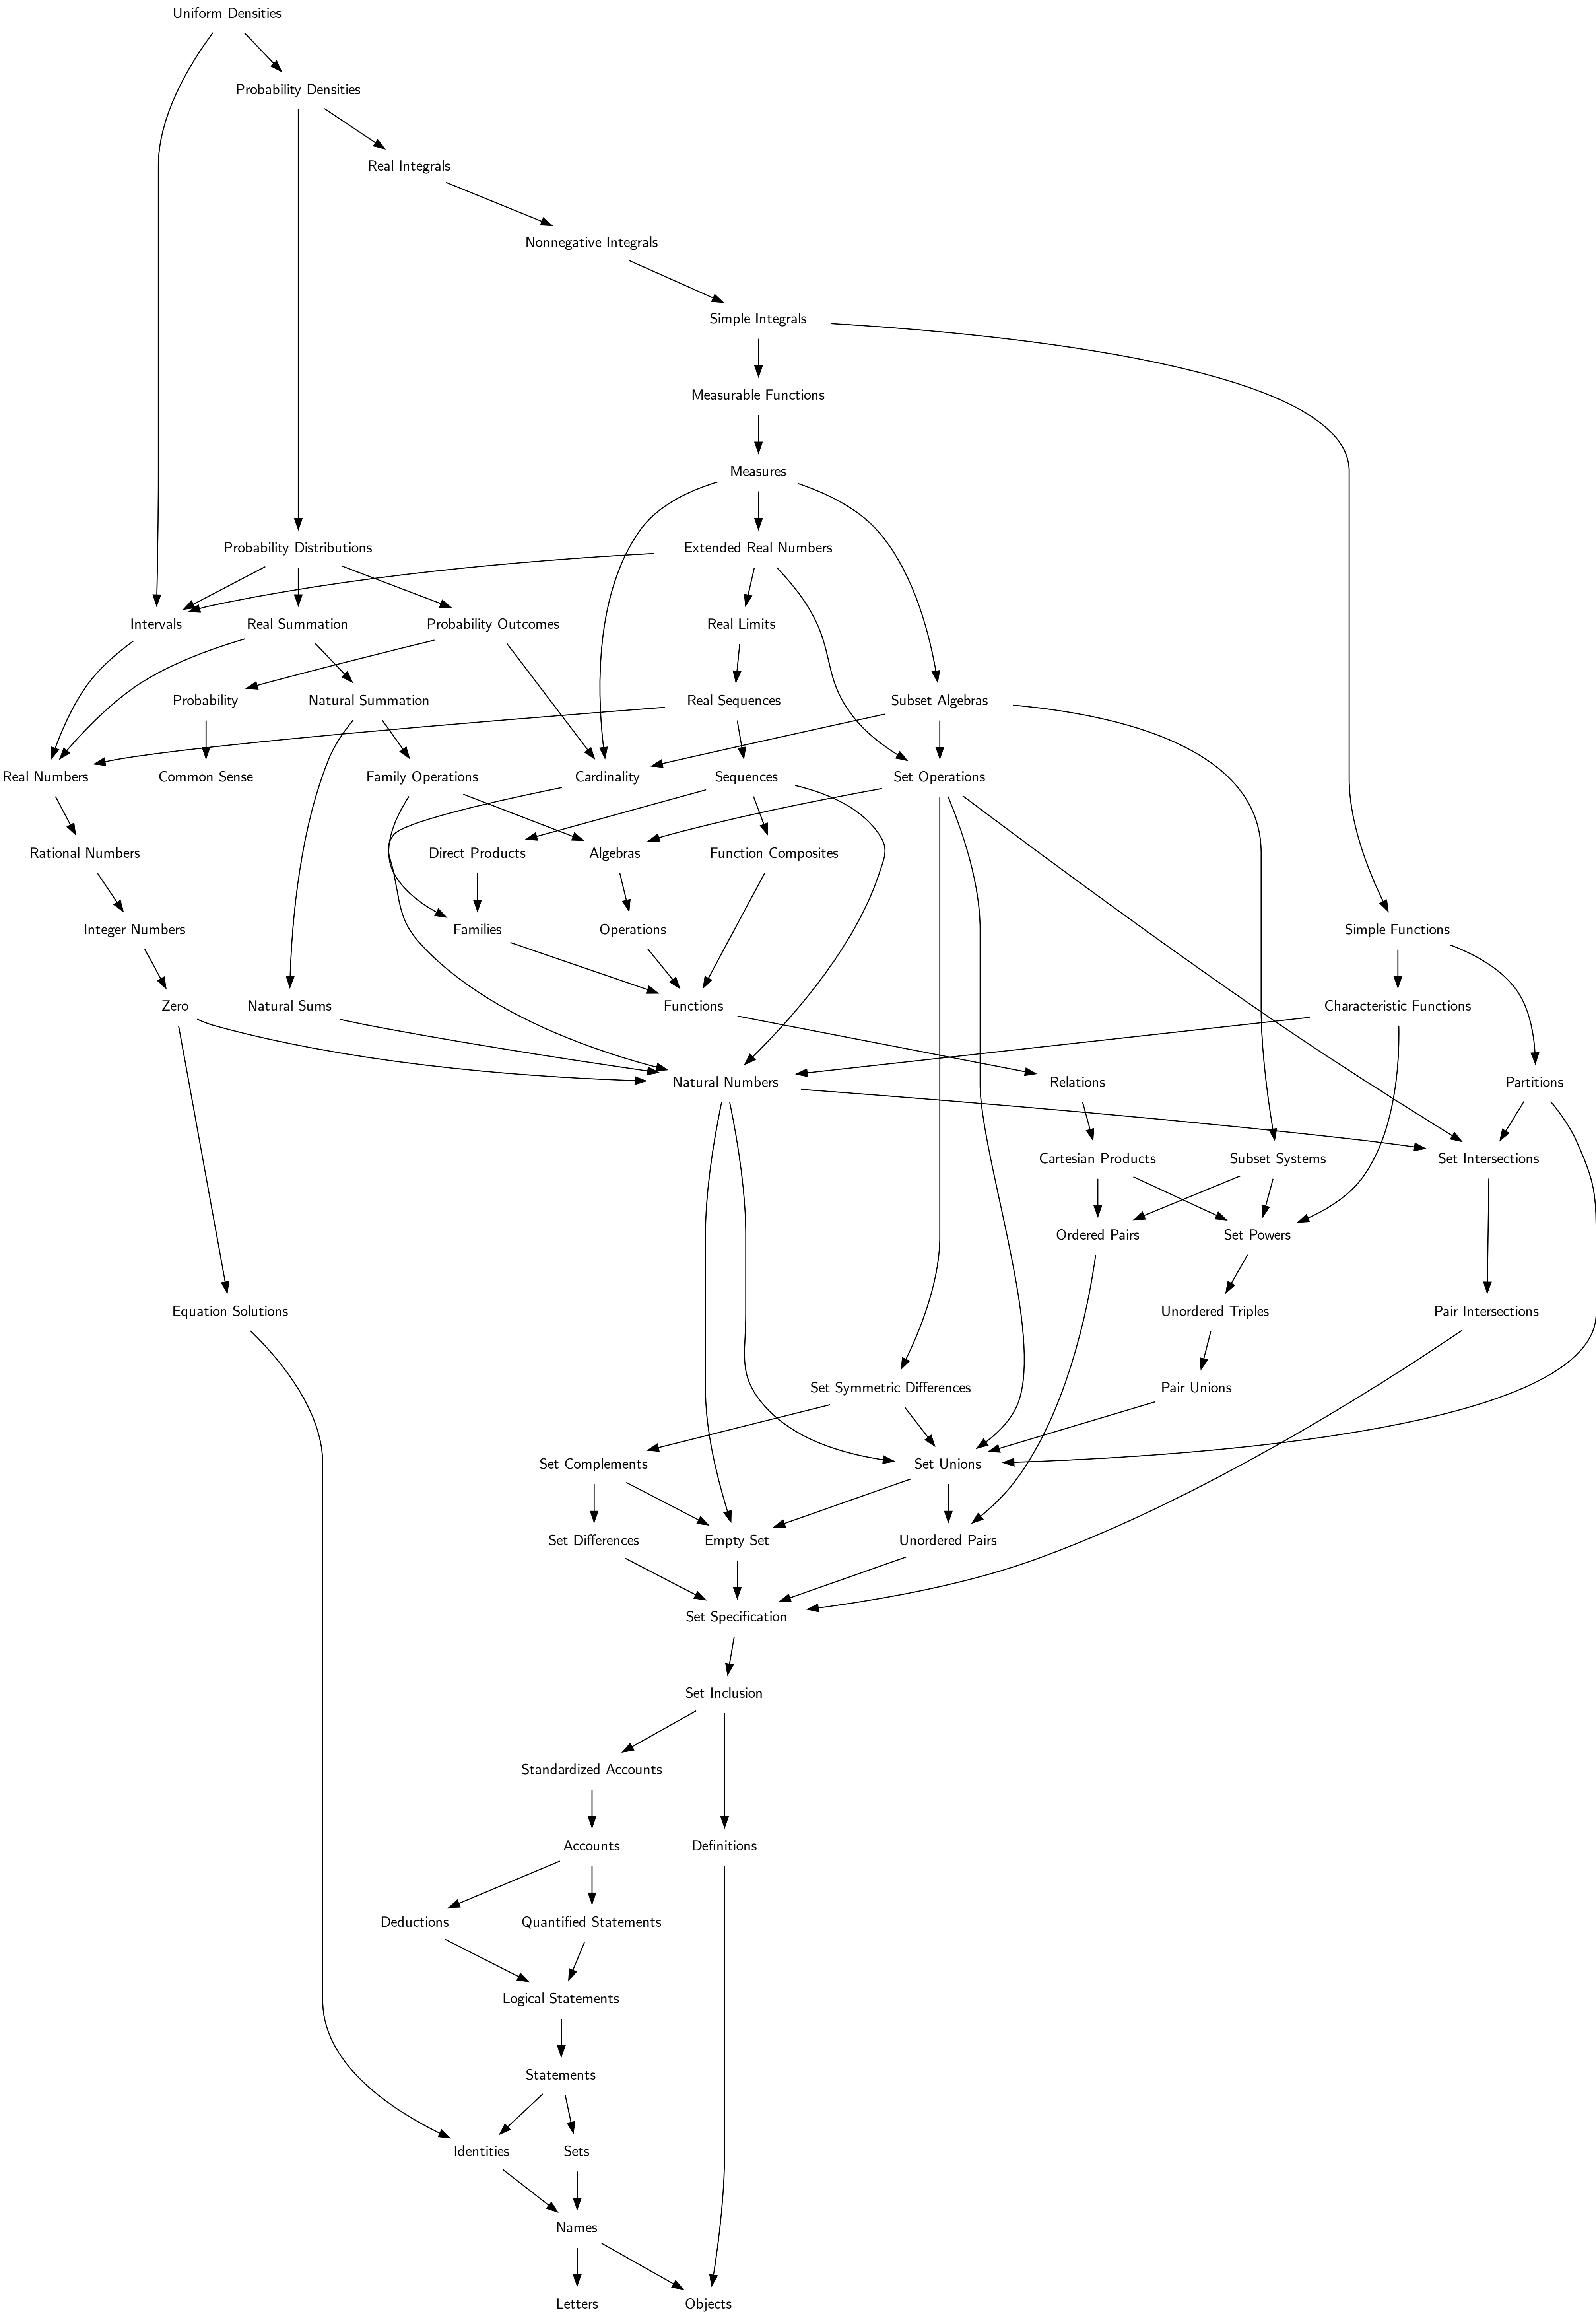 Uniform Densities
Probability Densities
Real Integrals
Nonnegative Integrals
Simple Integrals
Measurable Functions
Measures
Probability Distributions
Extended Real Numbers
Intervals
Real Summation
Probability Outcomes
Real Limits
Probability
Natural Summation
Real Sequences
Subset Algebras
Real Numbers
Common Sense
Family Operations
Cardinality
Sequences
Set Operations
Rational Numbers
Direct Products
Algebras
Function Composites
Integer Numbers
Families
Operations
Simple Functions
Zero
Natural Sums
Functions
Characteristic Functions
Natural Numbers
Relations
Partitions
Cartesian Products
Subset Systems
Set Intersections
Ordered Pairs
Set Powers
Equation Solutions
Unordered Triples
Pair Intersections
Set Symmetric Differences
Pair Unions
Set Complements
Set Unions
Set Differences
Empty Set
Unordered Pairs
Set Specification
Set Inclusion
Standardized Accounts
Accounts
Definitions
Deductions
Quantified Statements
Logical Statements
Statements
Identities
Sets
Names
Letters
Objects